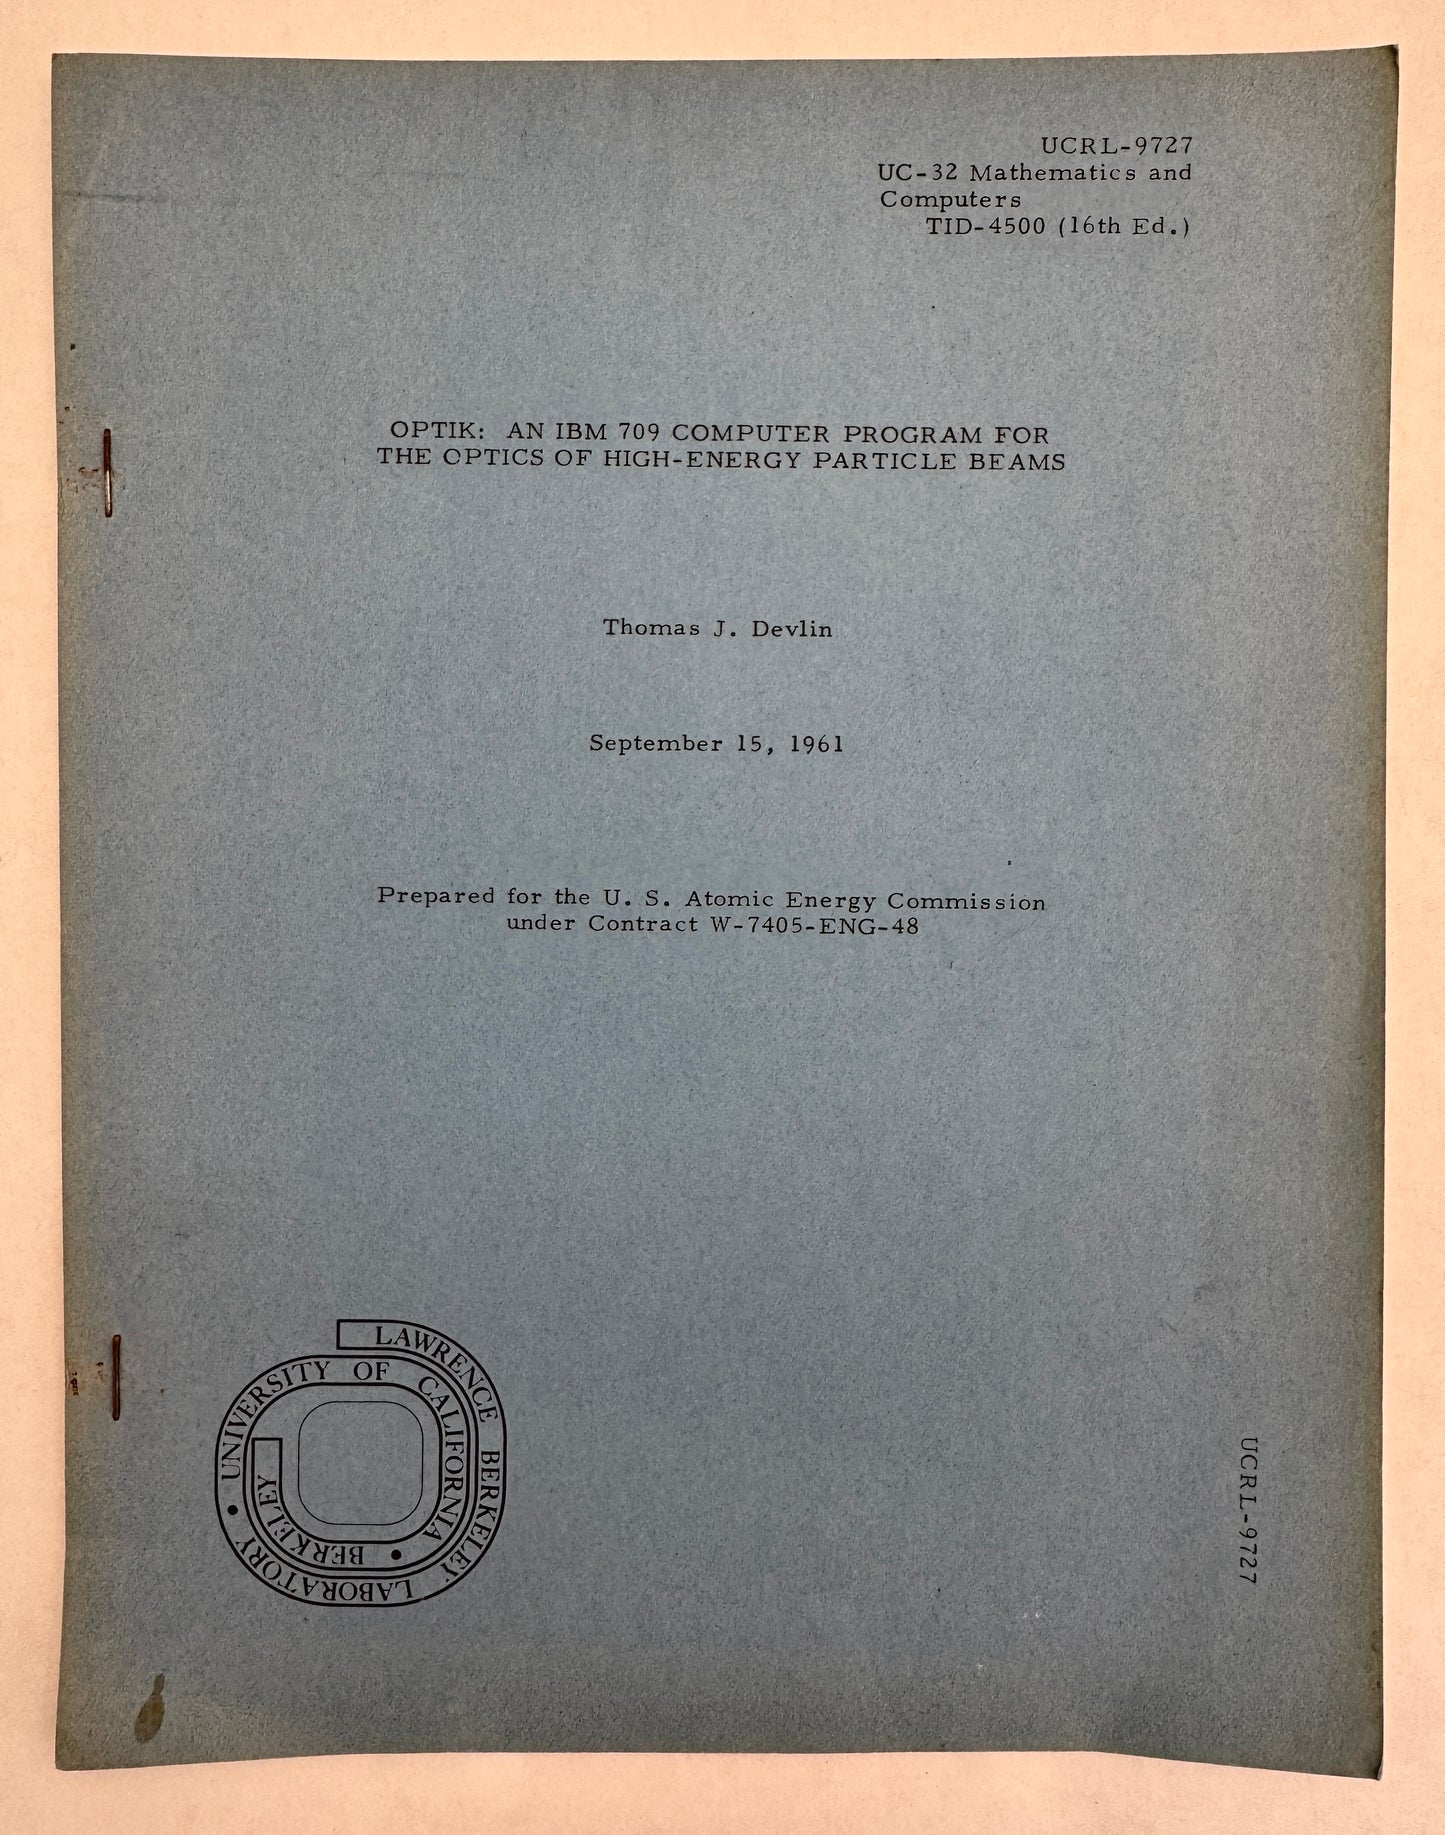 UCRL-9727
UC-32 Mathematics and
Computers
TID-4500 (16th Ed.)
OPTIK: AN IBM 709 COMPUTER PROGRAM FOR
THE OPTICS OF HIGH-ENERGY PARTICLE BEAMS
Thomas J. Devlin
September 15, 1961
Prepared for the U. S. Atomic Energy Commission
under Contract W-7405-ENG-48
LAWRENCE BERKELEY LABORATORY • UNIVERSITY OF CALIFORNIA • BERKELEY
UCRL-9727